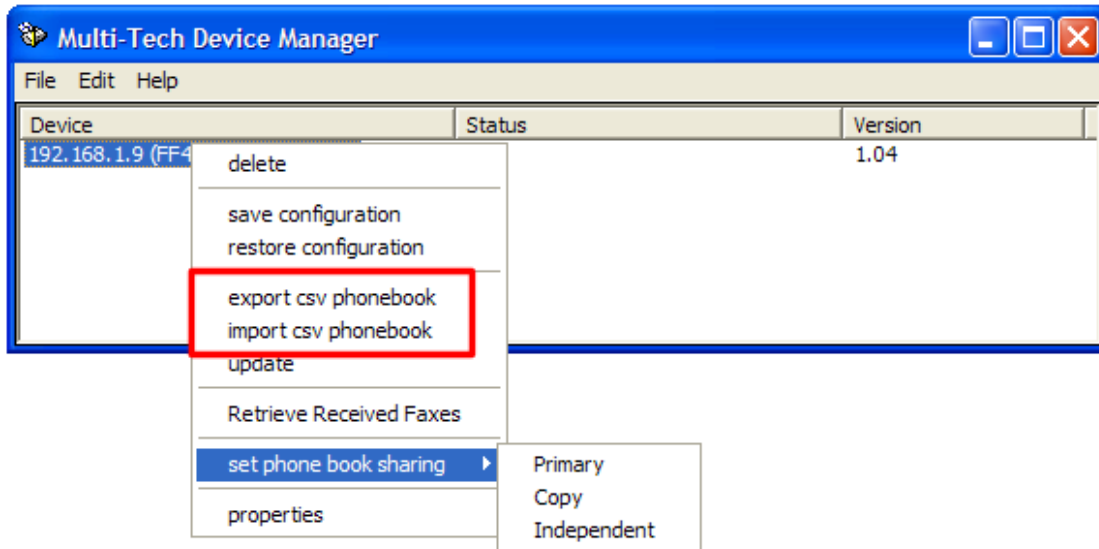 Multi-Tech Device Manager
File Edit Help
Device Status Version
192.168.1.9 (FF4 1.04
delete
save configuration
restore configuration
export csv phonebook
import csv phonebook
update
Retrieve Received Faxes
set phone book sharing
Primary
Copy
properties
Independent